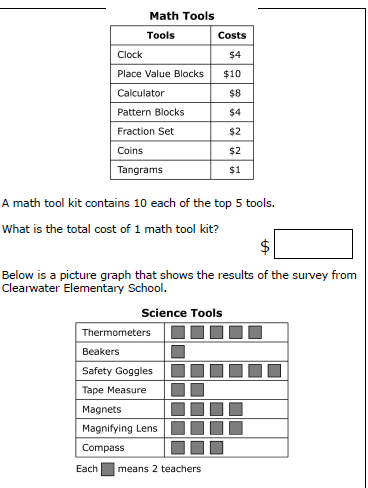 Math Tools
Tools Costs
Clock $4
Place Value Blocks $10
Calculator $8
Pattern Blocks $4
Fraction Set $2
Coins $2
Tangrams $1
A math tool kit contains 10 each of the top 5 tools.
What is the total cost of 1 math tool kit?
$
Below is a picture graph that shows the results of the survey from
Clearwater Elementary School.
Science Tools
Thermometers
Beakers
Safety Goggles
Tape Measure
Magnets
Magnifying Lens
Compass
Each means 2 teachers